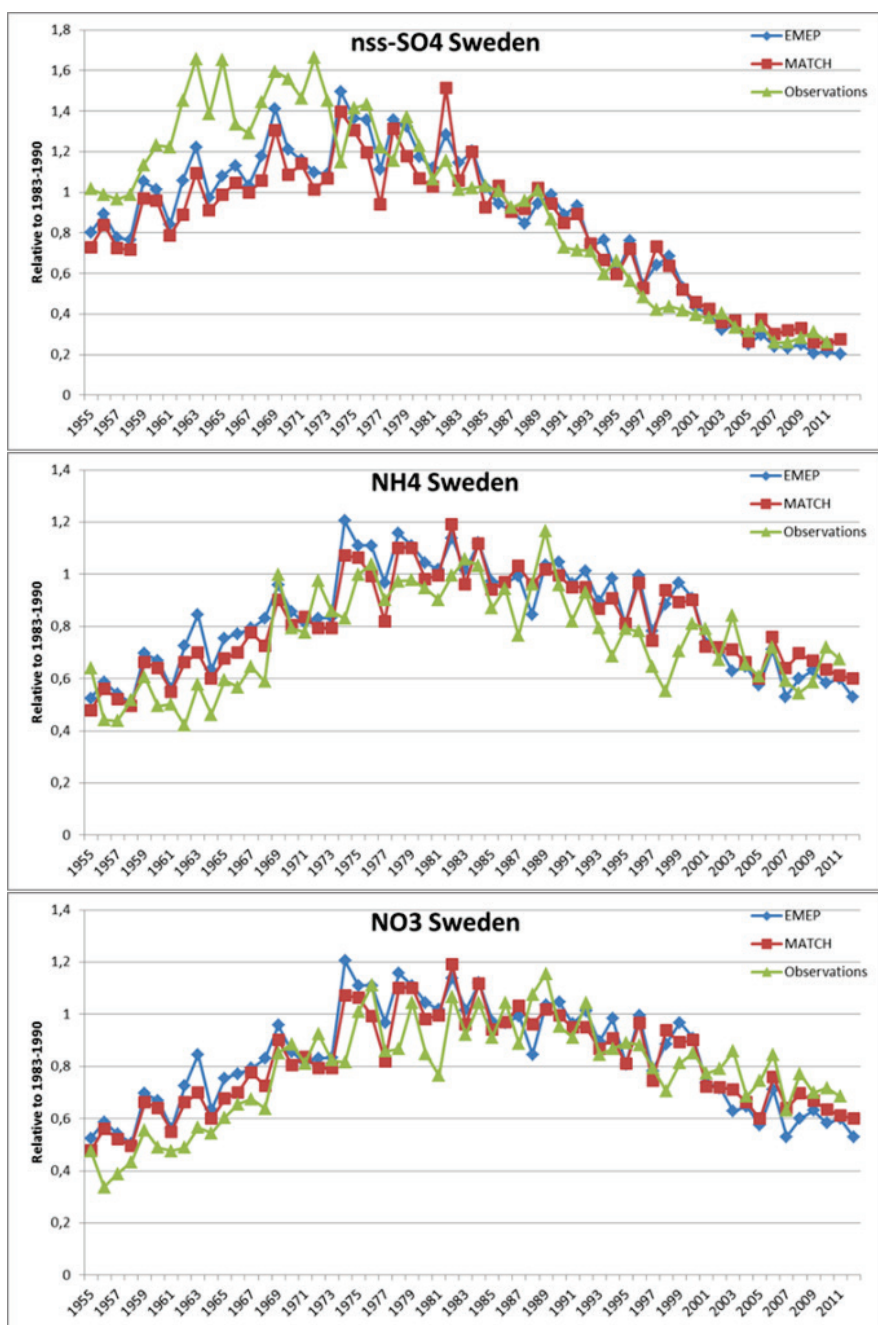 nss-SO4 Sweden
EMEP
MATCH
Observations
Relative to 1983-1990
1,8
1,6
1,4
1,2
1
0,8
0,6
0,4
0,2
0
1955 1957 1959 1961 1963 1965 1967 1969 1971 1973 1975 1977 1979 1981 1983 1985 1987 1989 1991 1993 1995 1997 1999 2001 2003 2005 2007 2009 2011
NH4 Sweden
EMEP
MATCH
Observations
Relative to 1983-1990
1,4
1,2
1
0,8
0,6
0,4
0,2
0
1955 1957 1959 1961 1963 1965 1967 1969 1971 1973 1975 1977 1979 1981 1983 1985 1987 1989 1991 1993 1995 1997 1999 2001 2003 2005 2007 2009 2011
NO3 Sweden
EMEP
MATCH
Observations
Relative to 1983-1990
1,4
1,2
1
0,8
0,6
0,4
0,2
0
1955 1957 1959 1961 1963 1965 1967 1969 1971 1973 1975 1977 1979 1981 1983 1985 1987 1989 1991 1993 1995 1997 1999 2001 2003 2005 2007 2009 2011